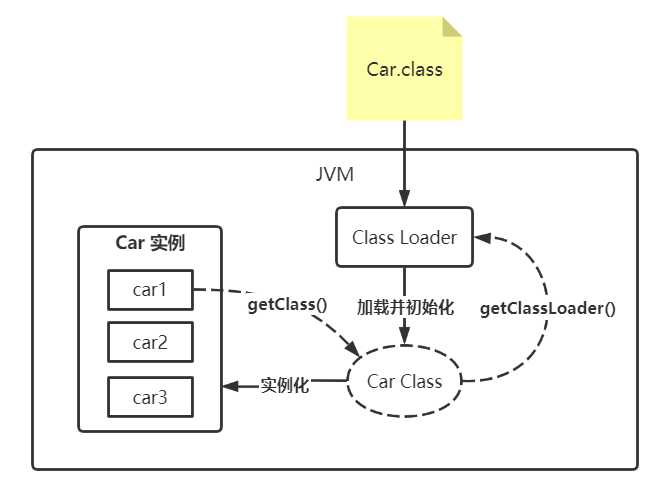 Car.class
JVM
Class Loader
Car 实例
car1
getClass()
加载并初始化
getClassLoader()
car2
Car Class
实例化
car3